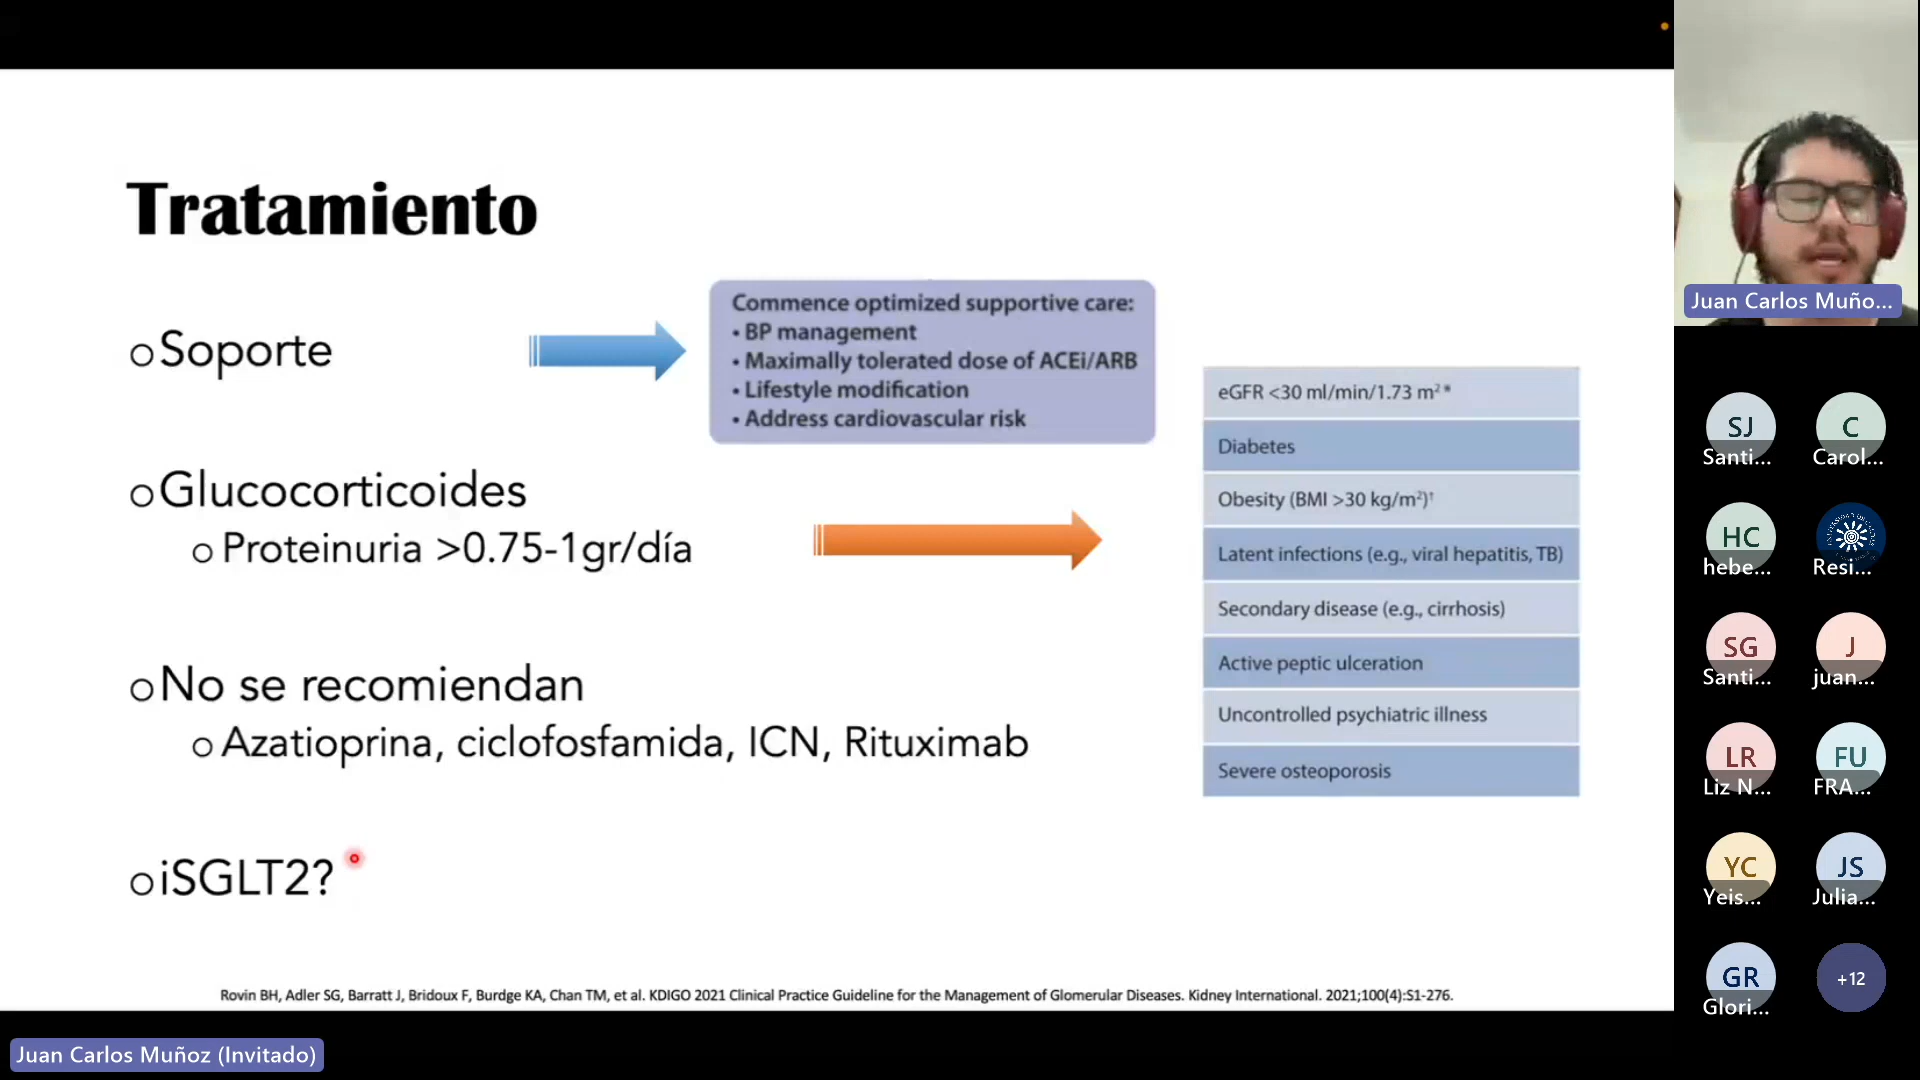 Tratamiento
Soporte
Commence optimized supportive care:
• BP management
• Maximally tolerated dose of ACEi/ARB
• Lifestyle modification
• Address cardiovascular risk
Glucocorticoides
Proteinuria >0.75-1gr/día
eGFR <30 ml/min/1.73 m²*
Diabetes
Obesity (BMI >30 kg/m²)†
Latent infections (e.g., viral hepatitis, TB)
Secondary disease (e.g., cirrhosis)
Active peptic ulceration
Uncontrolled psychiatric illness
Severe osteoporosis
No se recomiendan
Azatioprina, ciclofosfamida, ICN, Rituximab
iSGLT2?
Rovin BH, Adler SG, Barratt J, Bridoux F, Burdge KA, Chan TM, et al. KDIGO 2021 Clinical Practice Guideline for the Management of Glomerular Diseases. Kidney International. 2021;100(4):S1-276.
Juan Carlos Muñoz (Invitado)
Juan Carlos Muño...
SJ
Santi...
C
Carol...
HC
hebe...
Resi...
SG
Santi...
J
juan...
LR
Liz N...
FU
FRA...
YC
Yeis...
JS
Julia...
GR
Glori...
+12